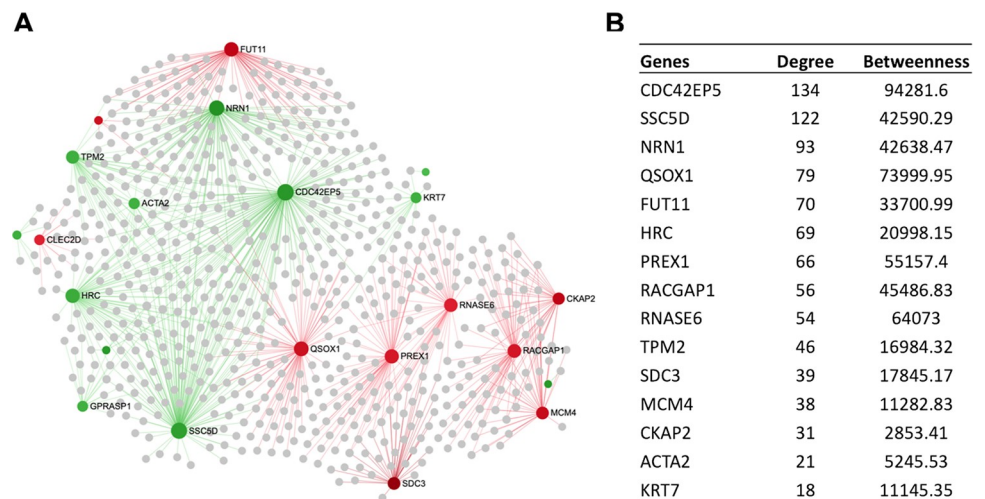 A
FUT11
NRN1
TPM2
CDC42EP5
ACTA2
KRT7
CLEC2D
HRC
CKAP2
RNASE6
QSOX1
PREX1
RACGAP1
GPRASP1
MCM4
SSC5D
SDC3
B
Genes Degree Betweenness
CDC42EP5 134 94281.6
SSC5D 122 42590.29
NRN1 93 42638.47
QSOX1 79 73999.95
FUT11 70 33700.99
HRC 69 20998.15
PREX1 66 55157.4
RACGAP1 56 45486.83
RNASE6 54 64073
TPM2 46 16984.32
SDC3 39 17845.17
MCM4 38 11282.83
CKAP2 31 2853.41
ACTA2 21 5245.53
KRT7 18 11145.35